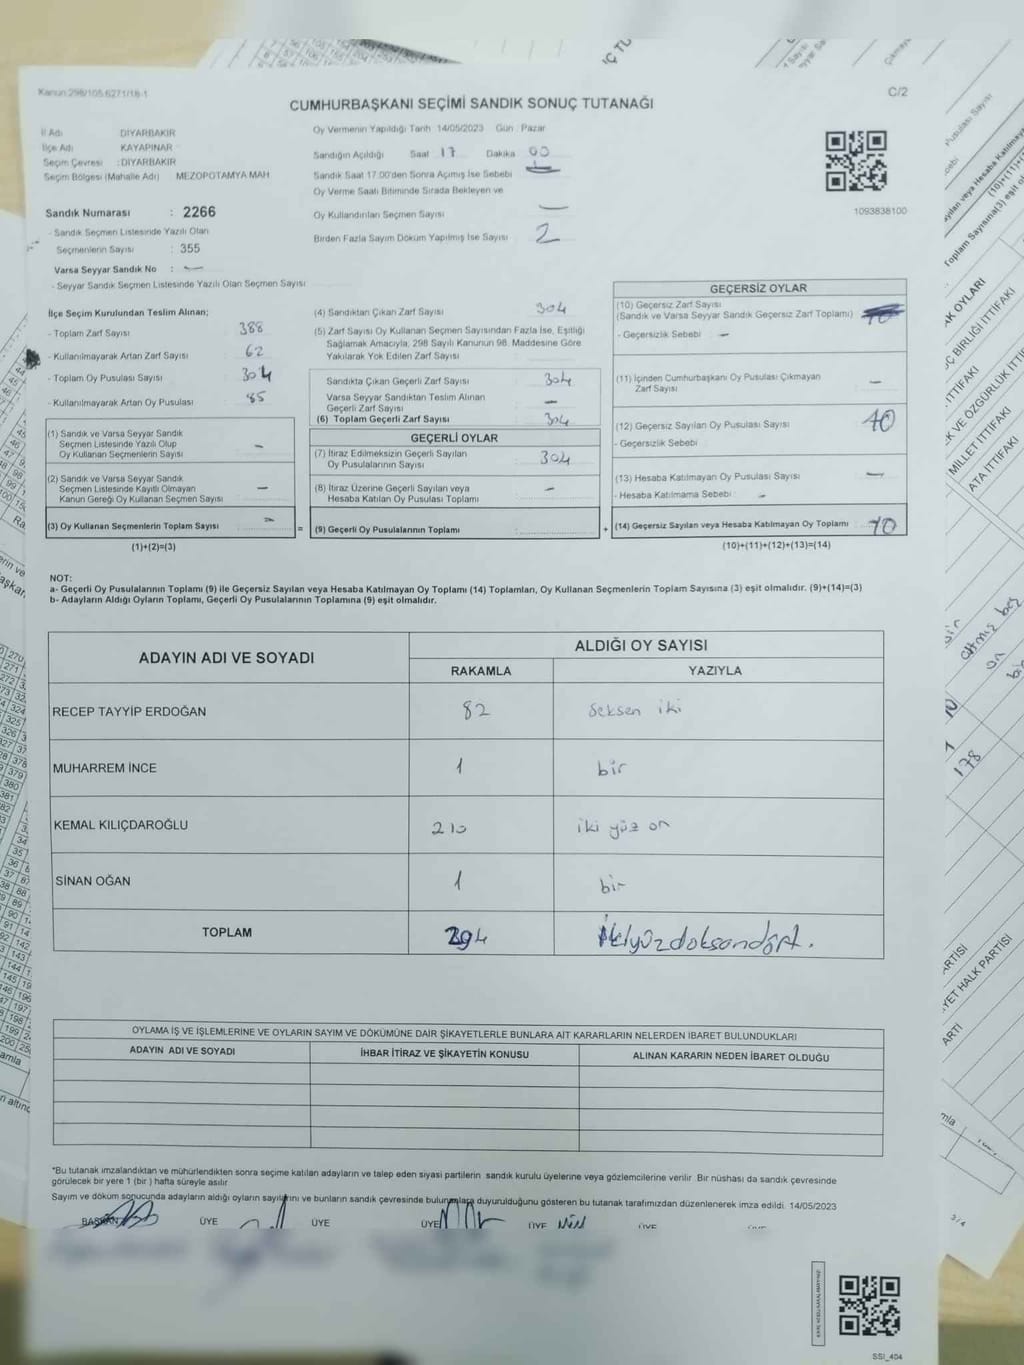 Kanun:298/105.6271/18-1
C/2
CUMHURBAŞKANI SEÇİMİ SANDIK SONUÇ TUTANAĞI
İl Adı DİYARBAKIR
İlçe Adı KAYAPINAR
Seçim Çevresi :DİYARBAKIR
Seçim Bölgesi (Mahalle Adı) MEZOPOTAMYA MAH
Oy Vermenin Yapıldığı Tarih 14/05/2023 Gün : Pazar
Sandığın Açıldığı Saat 17 Dakika 00
Sandık Saat 17.00'den Sonra Açımış İse Sebebi
Oy Verme Saati Bitiminde Sırada Bekleyen ve
Oy Kullandırılan Seçmen Sayısı
Birden Fazla Sayım Döküm Yapılmış İse Sayısı 2
1093838100
Sandık Numarası : 2266
- Sandık Seçmen Listesinde Yazılı Olan
Seçmenlerin Sayısı : 355
Varsa Seyyar Sandık No : -
- Seyyar Sandık Seçmen Listesinde Yazılı Olan Seçmen Sayısı
İlçe Seçim Kurulundan Teslim Alınan;
- Toplam Zarf Sayısı 388
- Kullanılmayarak Artan Zarf Sayısı 62
- Toplam Oy Pusulası Sayısı 304
- Kullanılmayarak Artan Oy Pusulası 85
(1) Sandık ve Varsa Seyyar Sandık
Seçmen Listesinde Yazılı Olup
Oy Kullanan Seçmenlerin Sayısı -
(2) Sandık ve Varsa Seyyar Sandık
Seçmen Listesinde Kayıtlı Olmayan
Kanun Gereği Oy Kullanan Seçmen Sayısı -
(3) Oy Kullanan Seçmenlerin Toplam Sayısı -
(1)+(2)=(3)
=
(4) Sandıktan Çıkan Zarf Sayısı 304
(5) Zarf Sayısı Oy Kullanan Seçmen Sayısından Fazla İse, Eşitliği
Sağlamak Amacıyla; 298 Sayılı Kanunun 98. Maddesine Göre
Yakılarak Yok Edilen Zarf Sayısı
Sandıkta Çıkan Geçerli Zarf Sayısı 304
Varsa Seyyar Sandıktan Teslim Alınan
Geçerli Zarf Sayısı -
(6) Toplam Geçerli Zarf Sayısı 304
GEÇERLİ OYLAR
(7) İtiraz Edilmeksizin Geçerli Sayılan
Oy Pusulalarının Sayısı 304
(8) İtiraz Üzerine Geçerli Sayılan veya
Hesaba Katılan Oy Pusulası Toplamı -
(9) Geçerli Oy Pusulalarının Toplamı
+
GEÇERSİZ OYLAR
(10) Geçersiz Zarf Sayısı
(Sandık ve Varsa Seyyar Sandık Geçersiz Zarf Toplamı)
- Geçersizlik Sebebi : -
(11) İçinden Cumhurbaşkanı Oy Pusulası Çıkmayan
Zarf Sayısı -
(12) Geçersiz Sayılan Oy Pusulası Sayısı 10
- Geçersizlik Sebebi
(13) Hesaba Katılmayan Oy Pusulası Sayısı -
- Hesaba Katılmama Sebebi : -
(14) Geçersiz Sayılan veya Hesaba Katılmayan Oy Toplamı 10
(10)+(11)+(12)+(13)=(14)
NOT:
a- Geçerli Oy Pusulalarının Toplamı (9) ile Geçersiz Sayılan veya Hesaba Katılmayan Oy Toplamı (14) Toplamları, Oy Kullanan Seçmenlerin Toplam Sayısına (3) eşit olmalıdır. (9)+(14)=(3)
b- Adayların Aldığı Oyların Toplamı, Geçerli Oy Pusulalarının Toplamına (9) eşit olmalıdır.
ADAYIN ADI VE SOYADI ALDIĞI OY SAYISI
RAKAMLA YAZIYLA
RECEP TAYYİP ERDOĞAN 82 seksen iki
MUHARREM İNCE 1 bir
KEMAL KILIÇDAROĞLU 210 iki yüz on
SİNAN OĞAN 1 bir
TOPLAM 294 ikiyüzdoksandört.
OYLAMA İŞ VE İŞLEMLERİNE VE OYLARIN SAYIM VE DÖKÜMÜNE DAİR ŞİKAYETLERLE BUNLARA AİT KARARLARIN NELERDEN İBARET BULUNDUKLARI
ADAYIN ADI VE SOYADI İHBAR İTİRAZ VE ŞİKAYETİN KONUSU ALINAN KARARIN NEDEN İBARET OLDUĞU
*Bu tutanak imzalandıktan ve mühürlendikten sonra seçime katılan adayların ve talep eden siyasi partilerin sandık kurulu üyelerine veya gözlemcilerine verilir. Bir nüshası da sandık çevresinde
görülecek bir yere 1 (bir) hafta süreyle asılır
Sayım ve döküm sonucunda adayların aldığı oyların sayılarını ve bunların sandık çevresinde bulunanlara duyurulduğunu gösteren bu tutanak tarafımızdan düzenlenerek imza edildi. 14/05/2023
BAŞKAN ÜYE ÜYE ÜYE ÜYE ÜYE ÜYE
SSİ_404